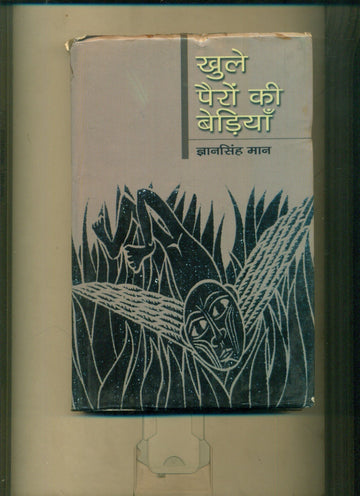 खुले
पैरों की
बेड़ियाँ
ज्ञानसिंह मान